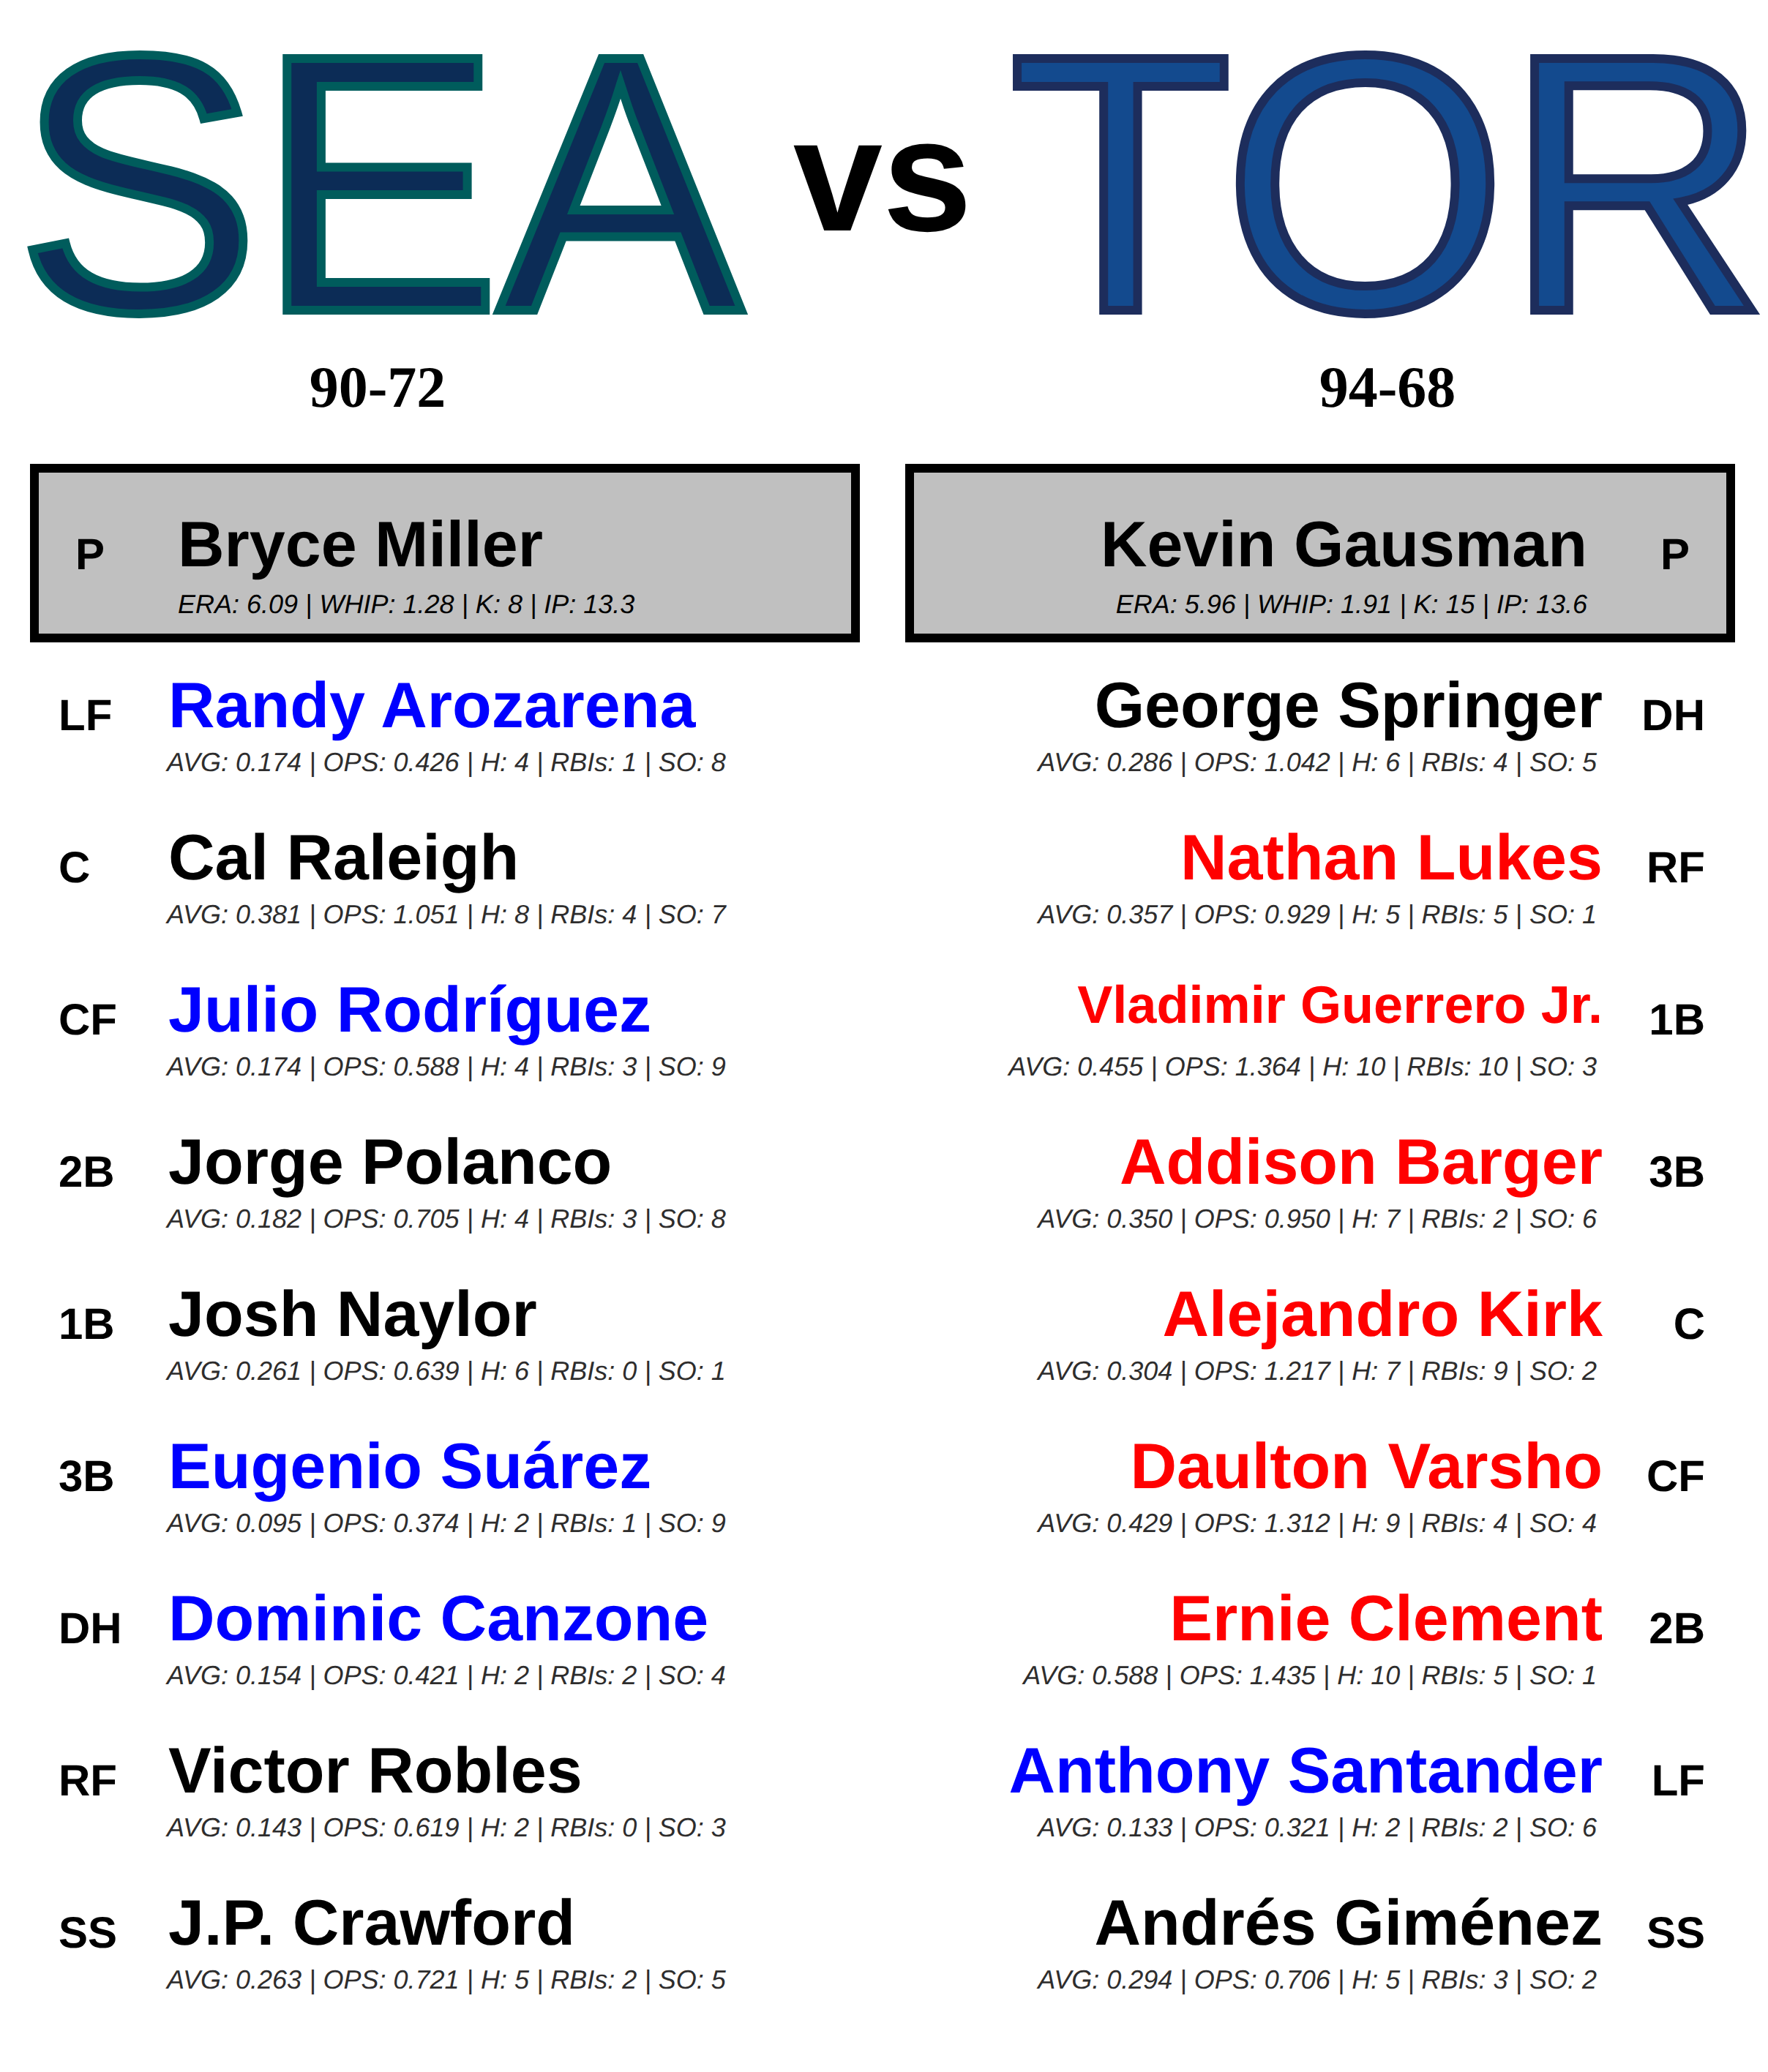 SEA vs TOR
90-72 94-68
P Bryce Miller Kevin Gausman P
ERA: 6.09 | WHIP: 1.28 | K: 8 | IP: 13.3 ERA: 5.96 | WHIP: 1.91 | K: 15 | IP: 13.6
LF Randy Arozarena George Springer DH
AVG: 0.174 | OPS: 0.426 | H: 4 | RBIs: 1 | SO: 8 AVG: 0.286 | OPS: 1.042 | H: 6 | RBIs: 4 | SO: 5
C Cal Raleigh Nathan Lukes RF
AVG: 0.381 | OPS: 1.051 | H: 8 | RBIs: 4 | SO: 7 AVG: 0.357 | OPS: 0.929 | H: 5 | RBIs: 5 | SO: 1
CF Julio Rodríguez Vladimir Guerrero Jr. 1B
AVG: 0.174 | OPS: 0.588 | H: 4 | RBIs: 3 | SO: 9 AVG: 0.455 | OPS: 1.364 | H: 10 | RBIs: 10 | SO: 3
2B Jorge Polanco Addison Barger 3B
AVG: 0.182 | OPS: 0.705 | H: 4 | RBIs: 3 | SO: 8 AVG: 0.350 | OPS: 0.950 | H: 7 | RBIs: 2 | SO: 6
1B Josh Naylor Alejandro Kirk C
AVG: 0.261 | OPS: 0.639 | H: 6 | RBIs: 0 | SO: 1 AVG: 0.304 | OPS: 1.217 | H: 7 | RBIs: 9 | SO: 2
3B Eugenio Suárez Daulton Varsho CF
AVG: 0.095 | OPS: 0.374 | H: 2 | RBIs: 1 | SO: 9 AVG: 0.429 | OPS: 1.312 | H: 9 | RBIs: 4 | SO: 4
DH Dominic Canzone Ernie Clement 2B
AVG: 0.154 | OPS: 0.421 | H: 2 | RBIs: 2 | SO: 4 AVG: 0.588 | OPS: 1.435 | H: 10 | RBIs: 5 | SO: 1
RF Victor Robles Anthony Santander LF
AVG: 0.143 | OPS: 0.619 | H: 2 | RBIs: 0 | SO: 3 AVG: 0.133 | OPS: 0.321 | H: 2 | RBIs: 2 | SO: 6
SS J.P. Crawford Andrés Giménez SS
AVG: 0.263 | OPS: 0.721 | H: 5 | RBIs: 2 | SO: 5 AVG: 0.294 | OPS: 0.706 | H: 5 | RBIs: 3 | SO: 2